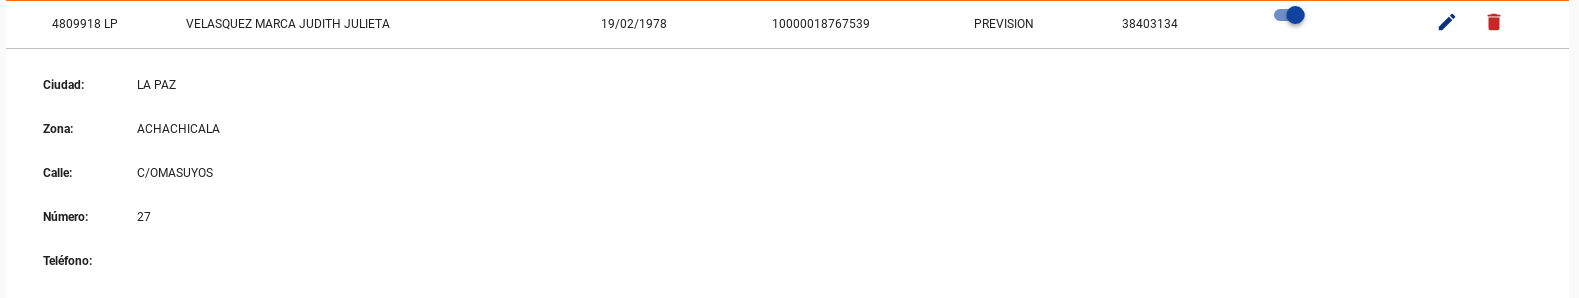 4809918 LP VELASQUEZ MARCA JUDITH JULIETA 19/02/1978 10000018767539 PREVISION 38403134
Ciudad: LA PAZ
Zona: ACHACHICALA
Calle: C/OMASUYOS
Número: 27
Teléfono: